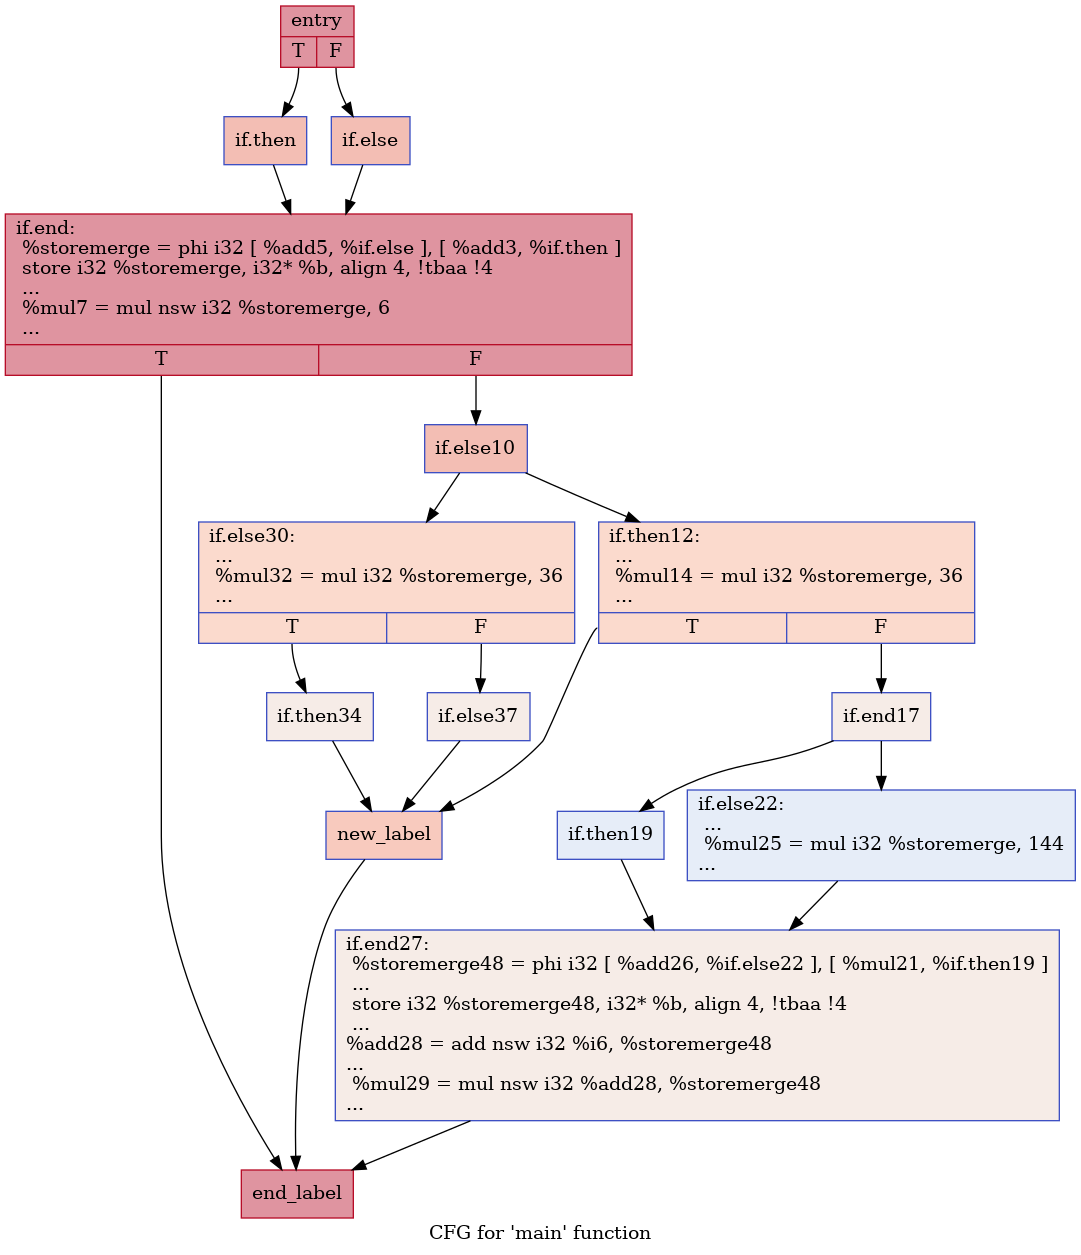 entry
T F
if.then
if.else
if.end:
%storemerge = phi i32 [ %add5, %if.else ], [ %add3, %if.then ]
store i32 %storemerge, i32* %b, align 4, !tbaa !4
...
%mul7 = mul nsw i32 %storemerge, 6
...
T F
if.else10
if.else30:
...
%mul32 = mul i32 %storemerge, 36
...
T F
if.then12:
...
%mul14 = mul i32 %storemerge, 36
...
T F
if.then34
if.else37
if.end17
new_label
if.then19
if.else22:
...
%mul25 = mul i32 %storemerge, 144
...
if.end27:
%storemerge48 = phi i32 [ %add26, %if.else22 ], [ %mul21, %if.then19 ]
...
store i32 %storemerge48, i32* %b, align 4, !tbaa !4
...
%add28 = add nsw i32 %i6, %storemerge48
...
%mul29 = mul nsw i32 %add28, %storemerge48
...
end_label
CFG for 'main' function